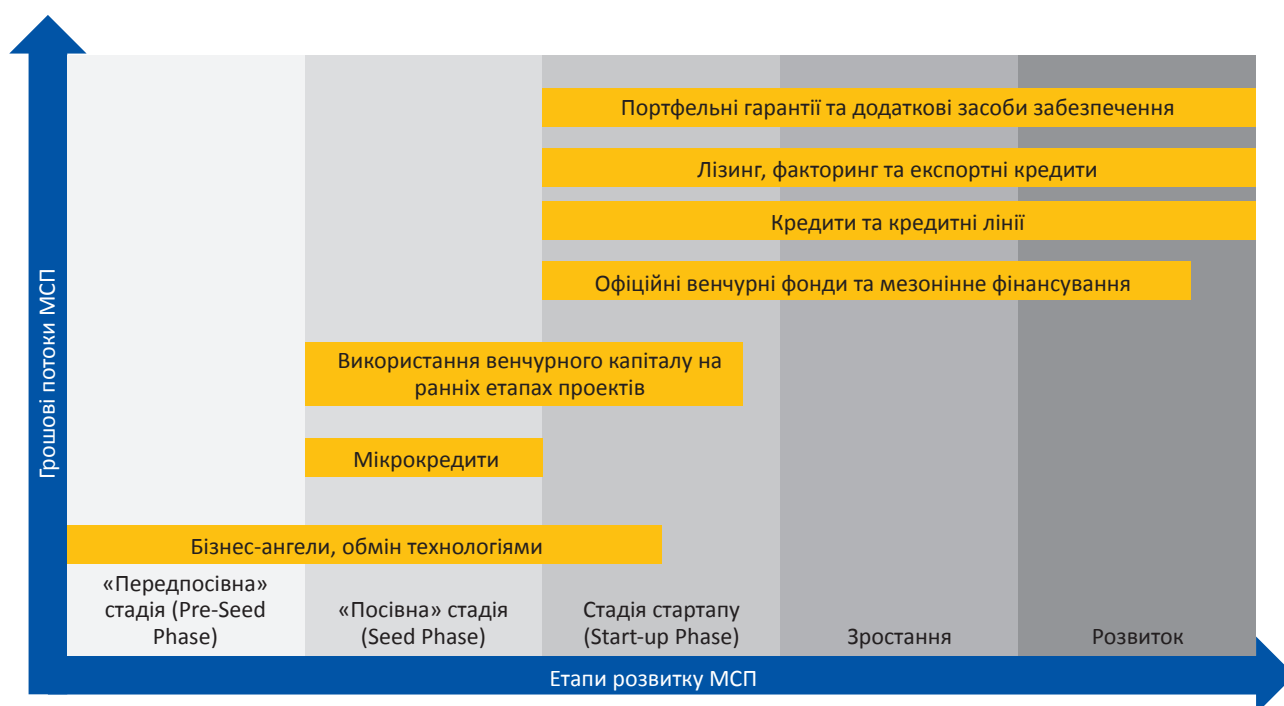 Грошові потоки МСП
Портфельні гарантії та додаткові засоби забезпечення
Лізинг, факторинг та експортні кредити
Кредити та кредитні лінії
Офіційні венчурні фонди та мезонінне фінансування
Використання венчурного капіталу на
ранніх етапах проектів
Мікрокредити
Бізнес-ангели, обмін технологіями
«Передпосівна»
стадія (Pre-Seed
Phase)
«Посівна» стадія
(Seed Phase)
Стадія стартапу
(Start-up Phase)
Зростання
Розвиток
Етапи розвитку МСП